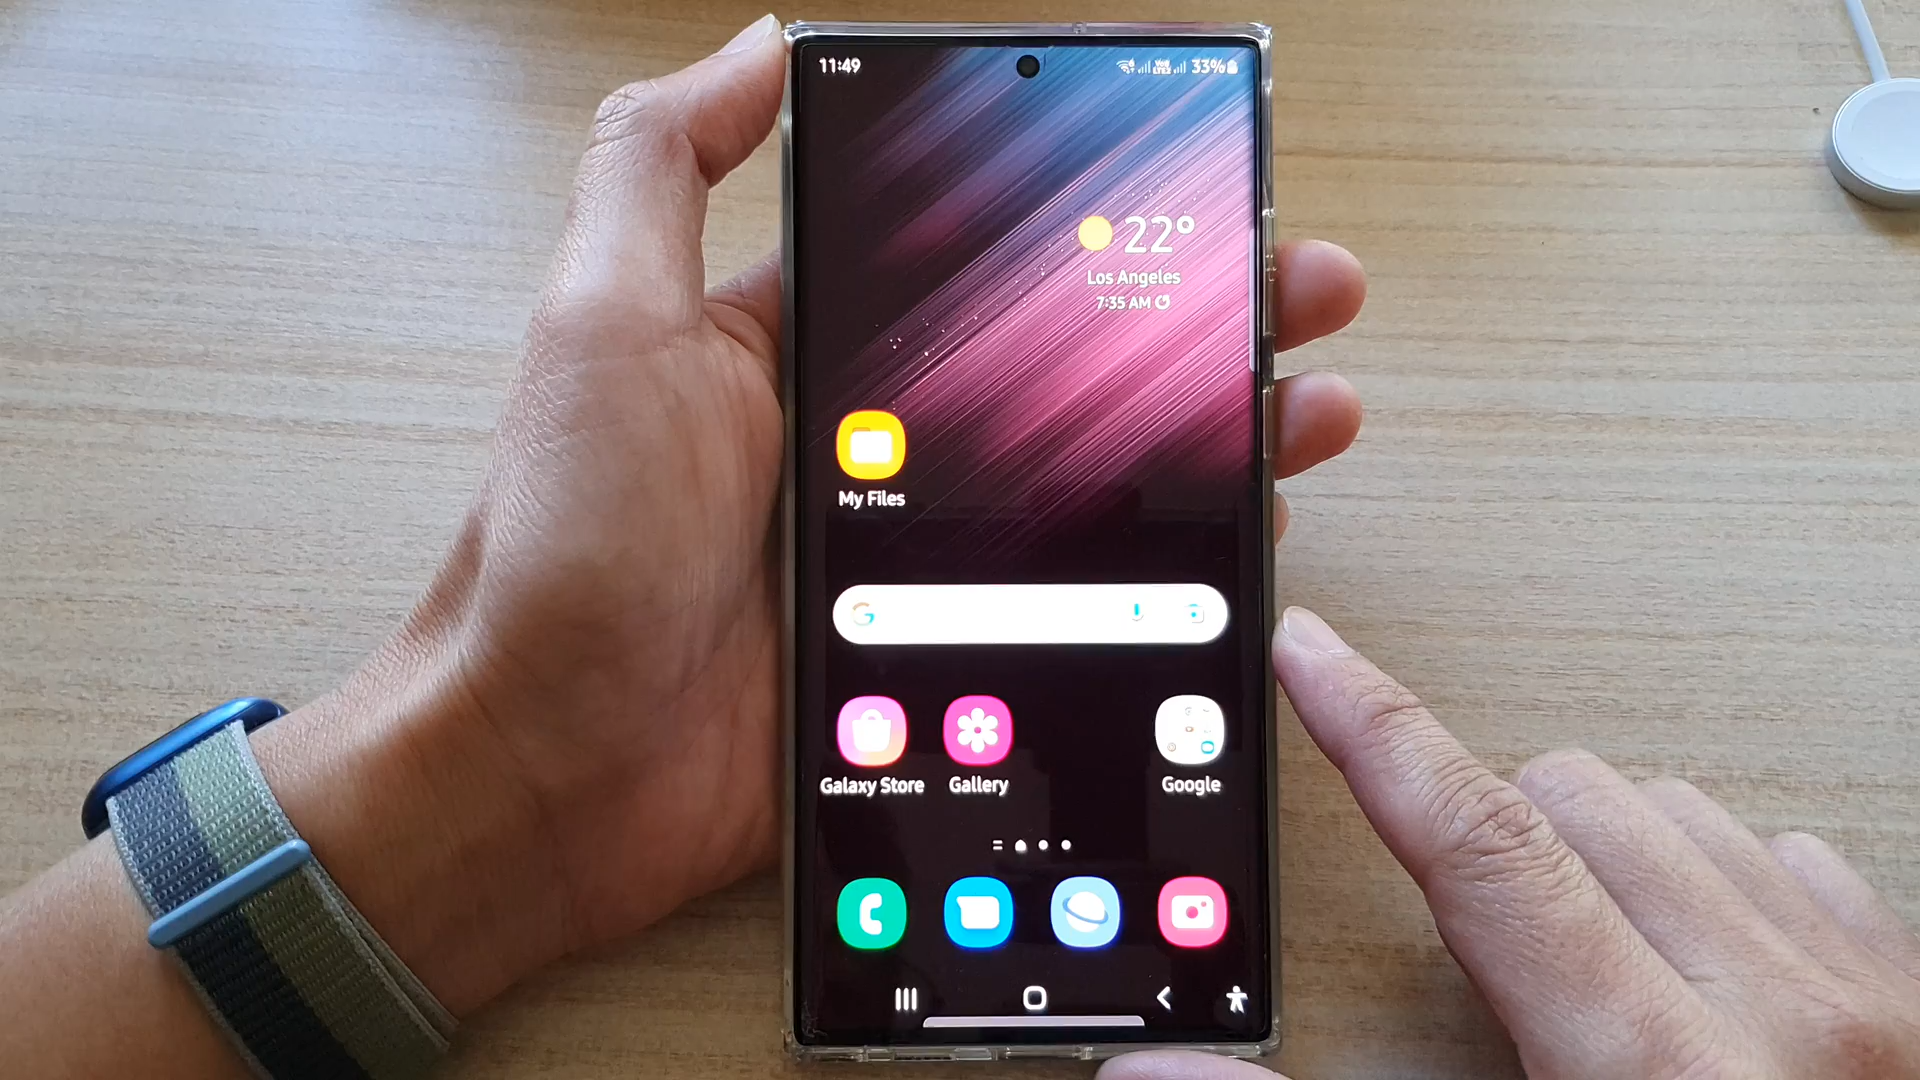 11:49
33%
22°
Los Angeles
7:35 AM
My Files
Galaxy Store
Gallery
Google